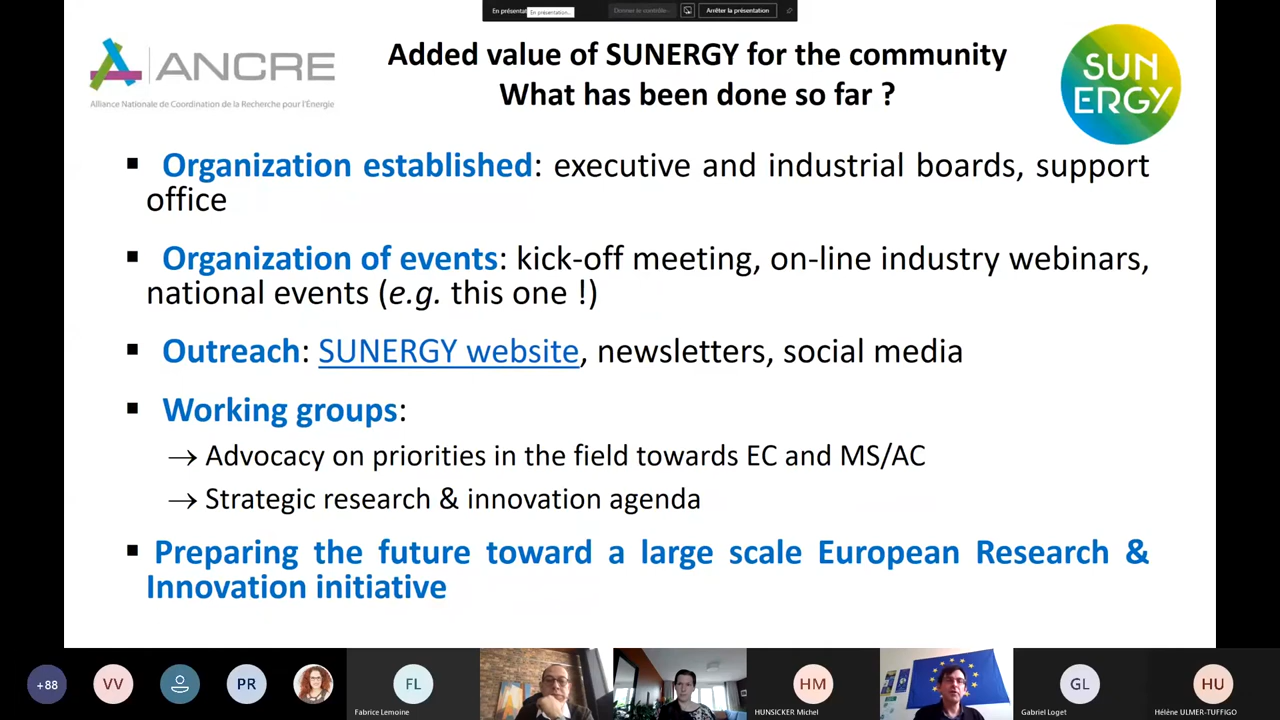 En présentat
En présentation...
Donner le contrôle
Arrêter la présentation
ANCRE
Alliance Nationale de Coordination de la Recherche pour l'Énergie
Added value of SUNERGY for the community
What has been done so far ?
SUN
ERGY
▪ Organization established: executive and industrial boards, support
office
▪ Organization of events: kick-off meeting, on-line industry webinars,
national events (e.g. this one !)
▪ Outreach: SUNERGY website, newsletters, social media
▪ Working groups:
→ Advocacy on priorities in the field towards EC and MS/AC
→ Strategic research & innovation agenda
▪ Preparing the future toward a large scale European Research &
Innovation initiative
+88
VV
PR
FL
Fabrice Lemoine
HM
HUNSICKER Michel
GL
Gabriel Loget
HU
Hélène ULMER-TUFFIGO